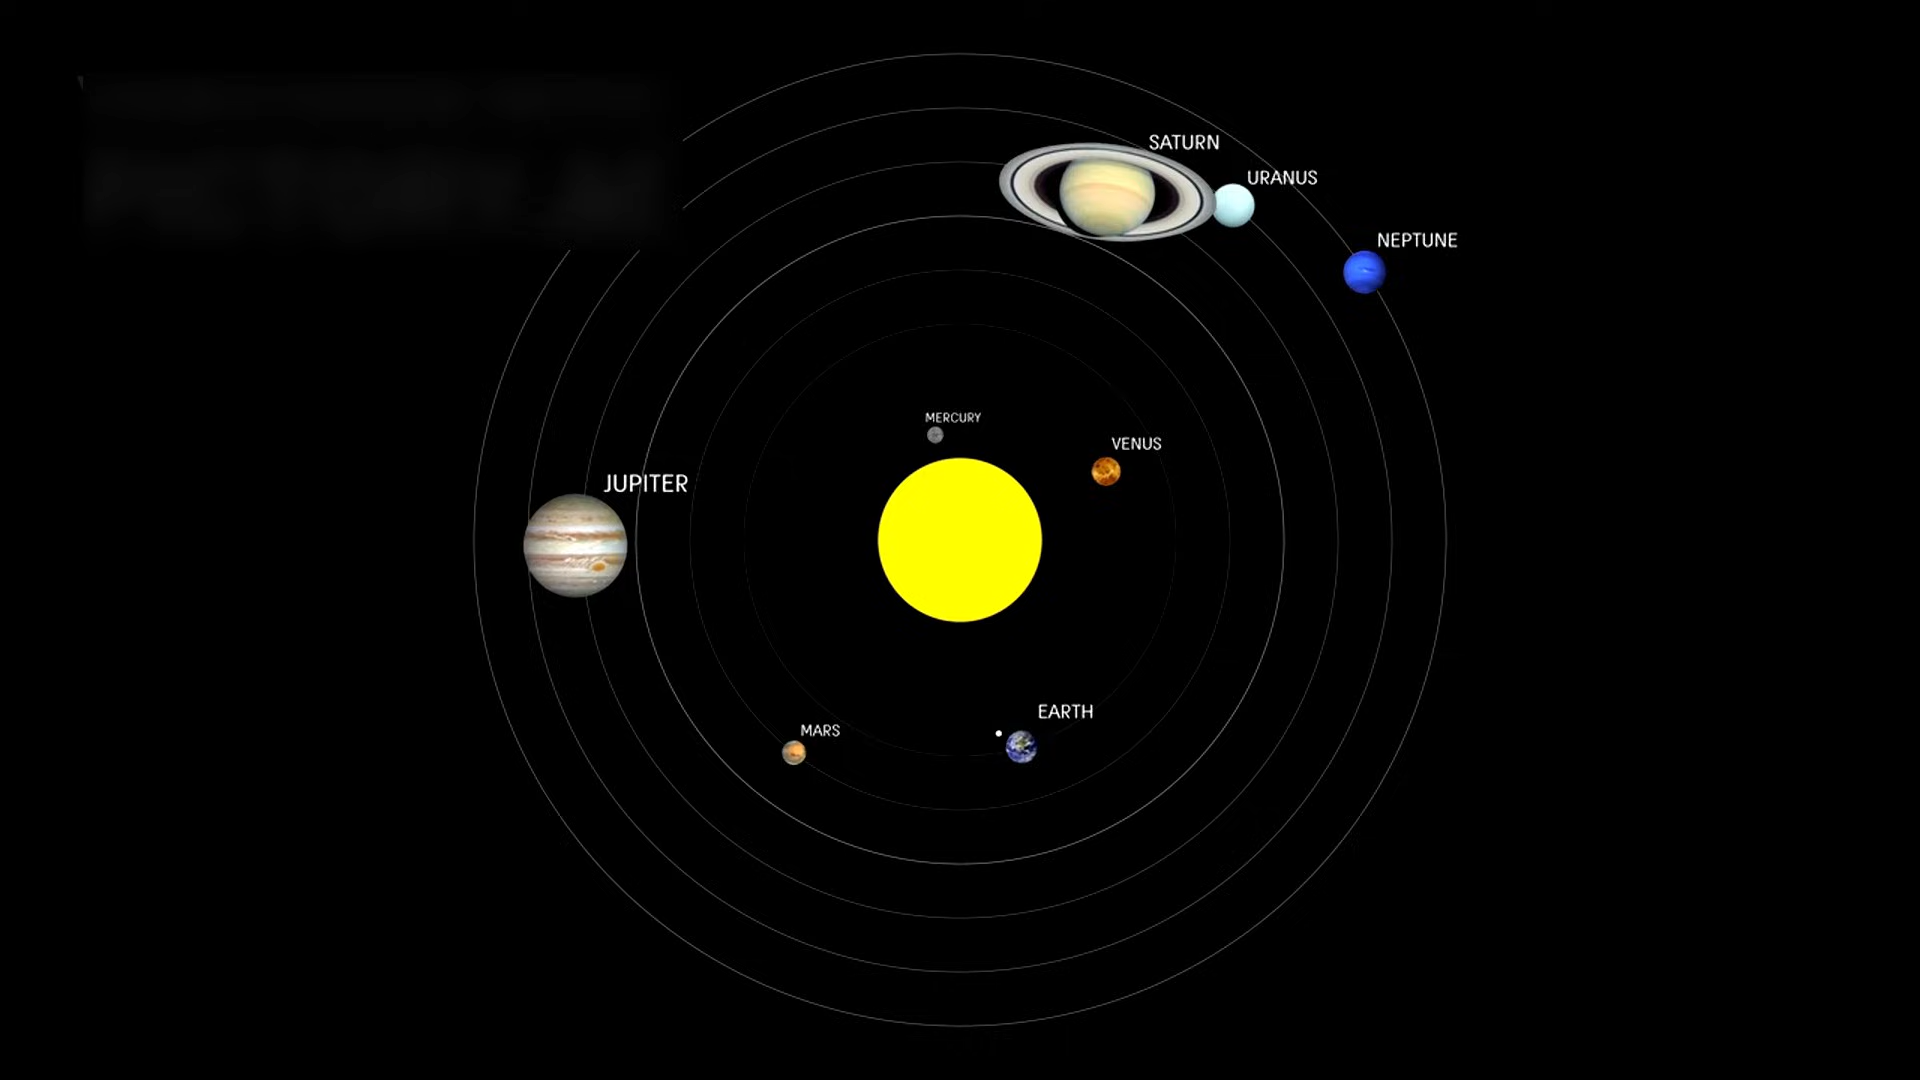 SATURN
URANUS
NEPTUNE
MERCURY
VENUS
JUPITER
EARTH
MARS